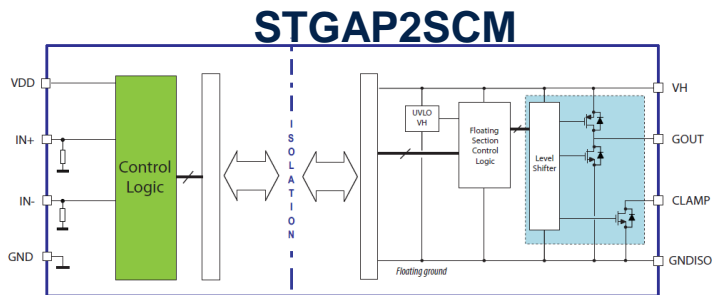 STGAP2SCM
VDD
IN+
IN-
GND
Control
Logic
ISOLATION
UVLO
VH
Floating
Section
Control
Logic
Level
Shifter
Floating ground
VH
GOUT
CLAMP
GNDISO